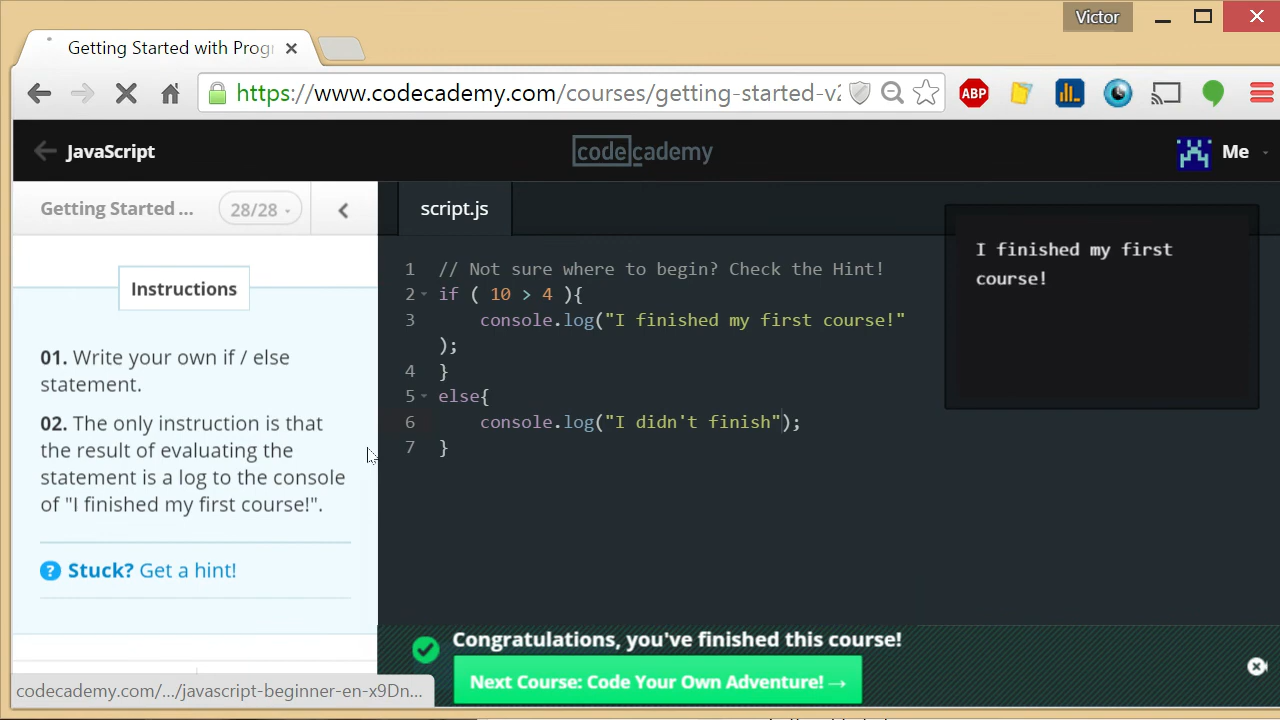 Victor
Getting Started with Prog
https://www.codecademy.com/courses/getting-started-v2
ABP
JavaScript
codecademy
Me
Getting Started ...
28/28
script.js
Instructions
01. Write your own if / else
statement.
02. The only instruction is that
the result of evaluating the
statement is a log to the console
of "I finished my first course!".
? Stuck? Get a hint!
1 // Not sure where to begin? Check the Hint!
2 if ( 10 > 4 ){
3 console.log("I finished my first course!"
);
4 }
5 else{
6 console.log("I didn't finish");
7 }
I finished my first
course!
Congratulations, you've finished this course!
Next Course: Code Your Own Adventure! →
codecademy.com/.../javascript-beginner-en-x9Dn...